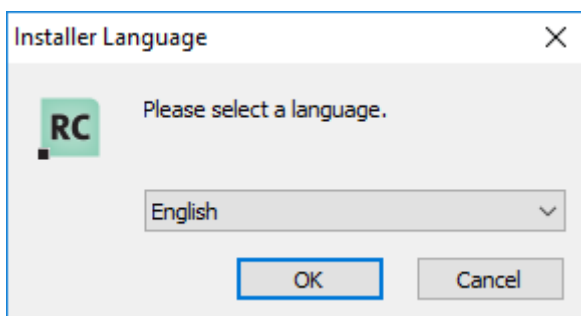 Installer Language
RC
Please select a language.
English
OK
Cancel